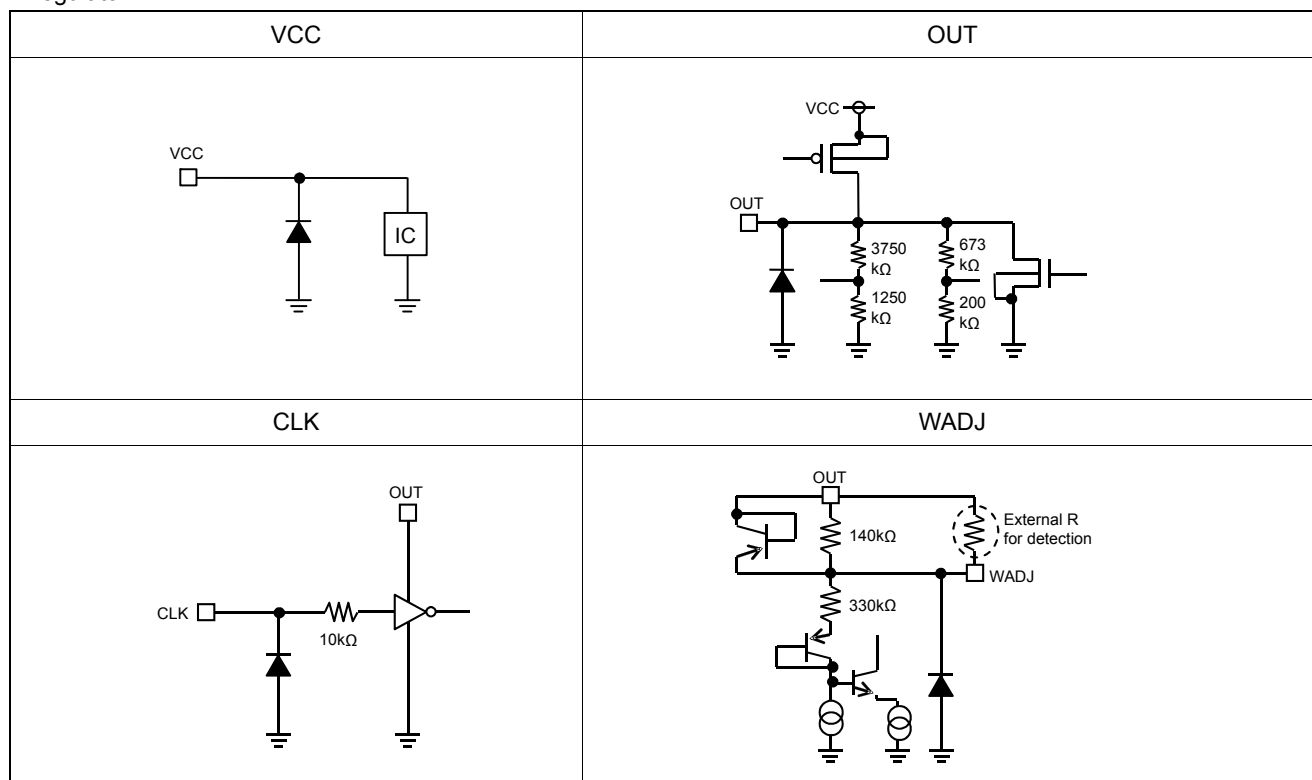 VCC
OUT
VCC
IC
VCC
OUT
3750
kΩ
1250
kΩ
673
kΩ
200
kΩ
CLK
WADJ
OUT
CLK
10kΩ
OUT
140kΩ
External R
for detection
WADJ
330kΩ